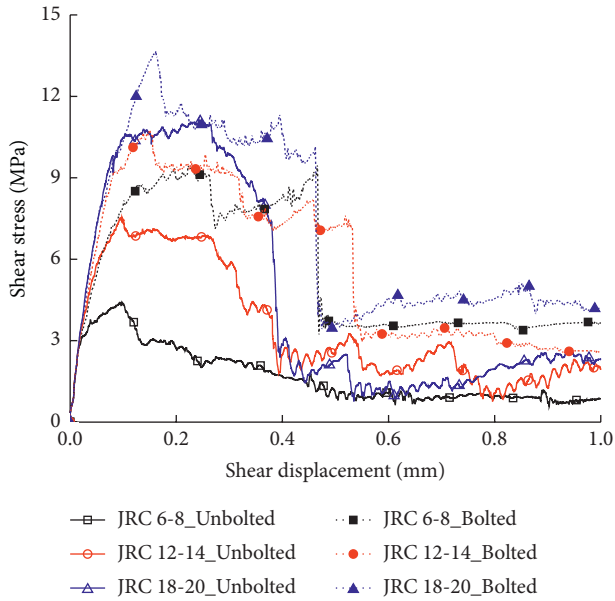 15
12
9
6
3
0
Shear stress (MPa)
0.0 0.2 0.4 0.6 0.8 1.0
Shear displacement (mm)
JRC 6-8_Unbolted JRC 6-8_Bolted
JRC 12-14_Unbolted JRC 12-14_Bolted
JRC 18-20_Unbolted JRC 18-20_Bolted